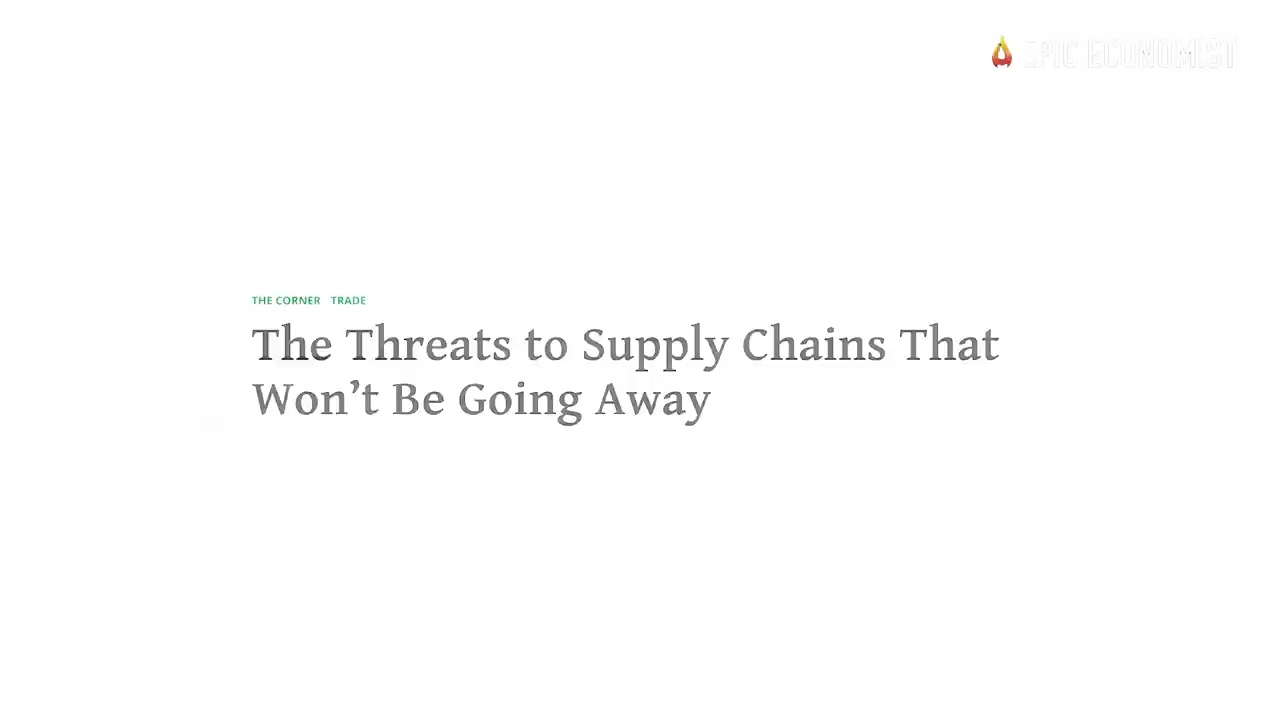 EPIC ECONOMIST
THE CORNER TRADE
The Threats to Supply Chains That
Won’t Be Going Away